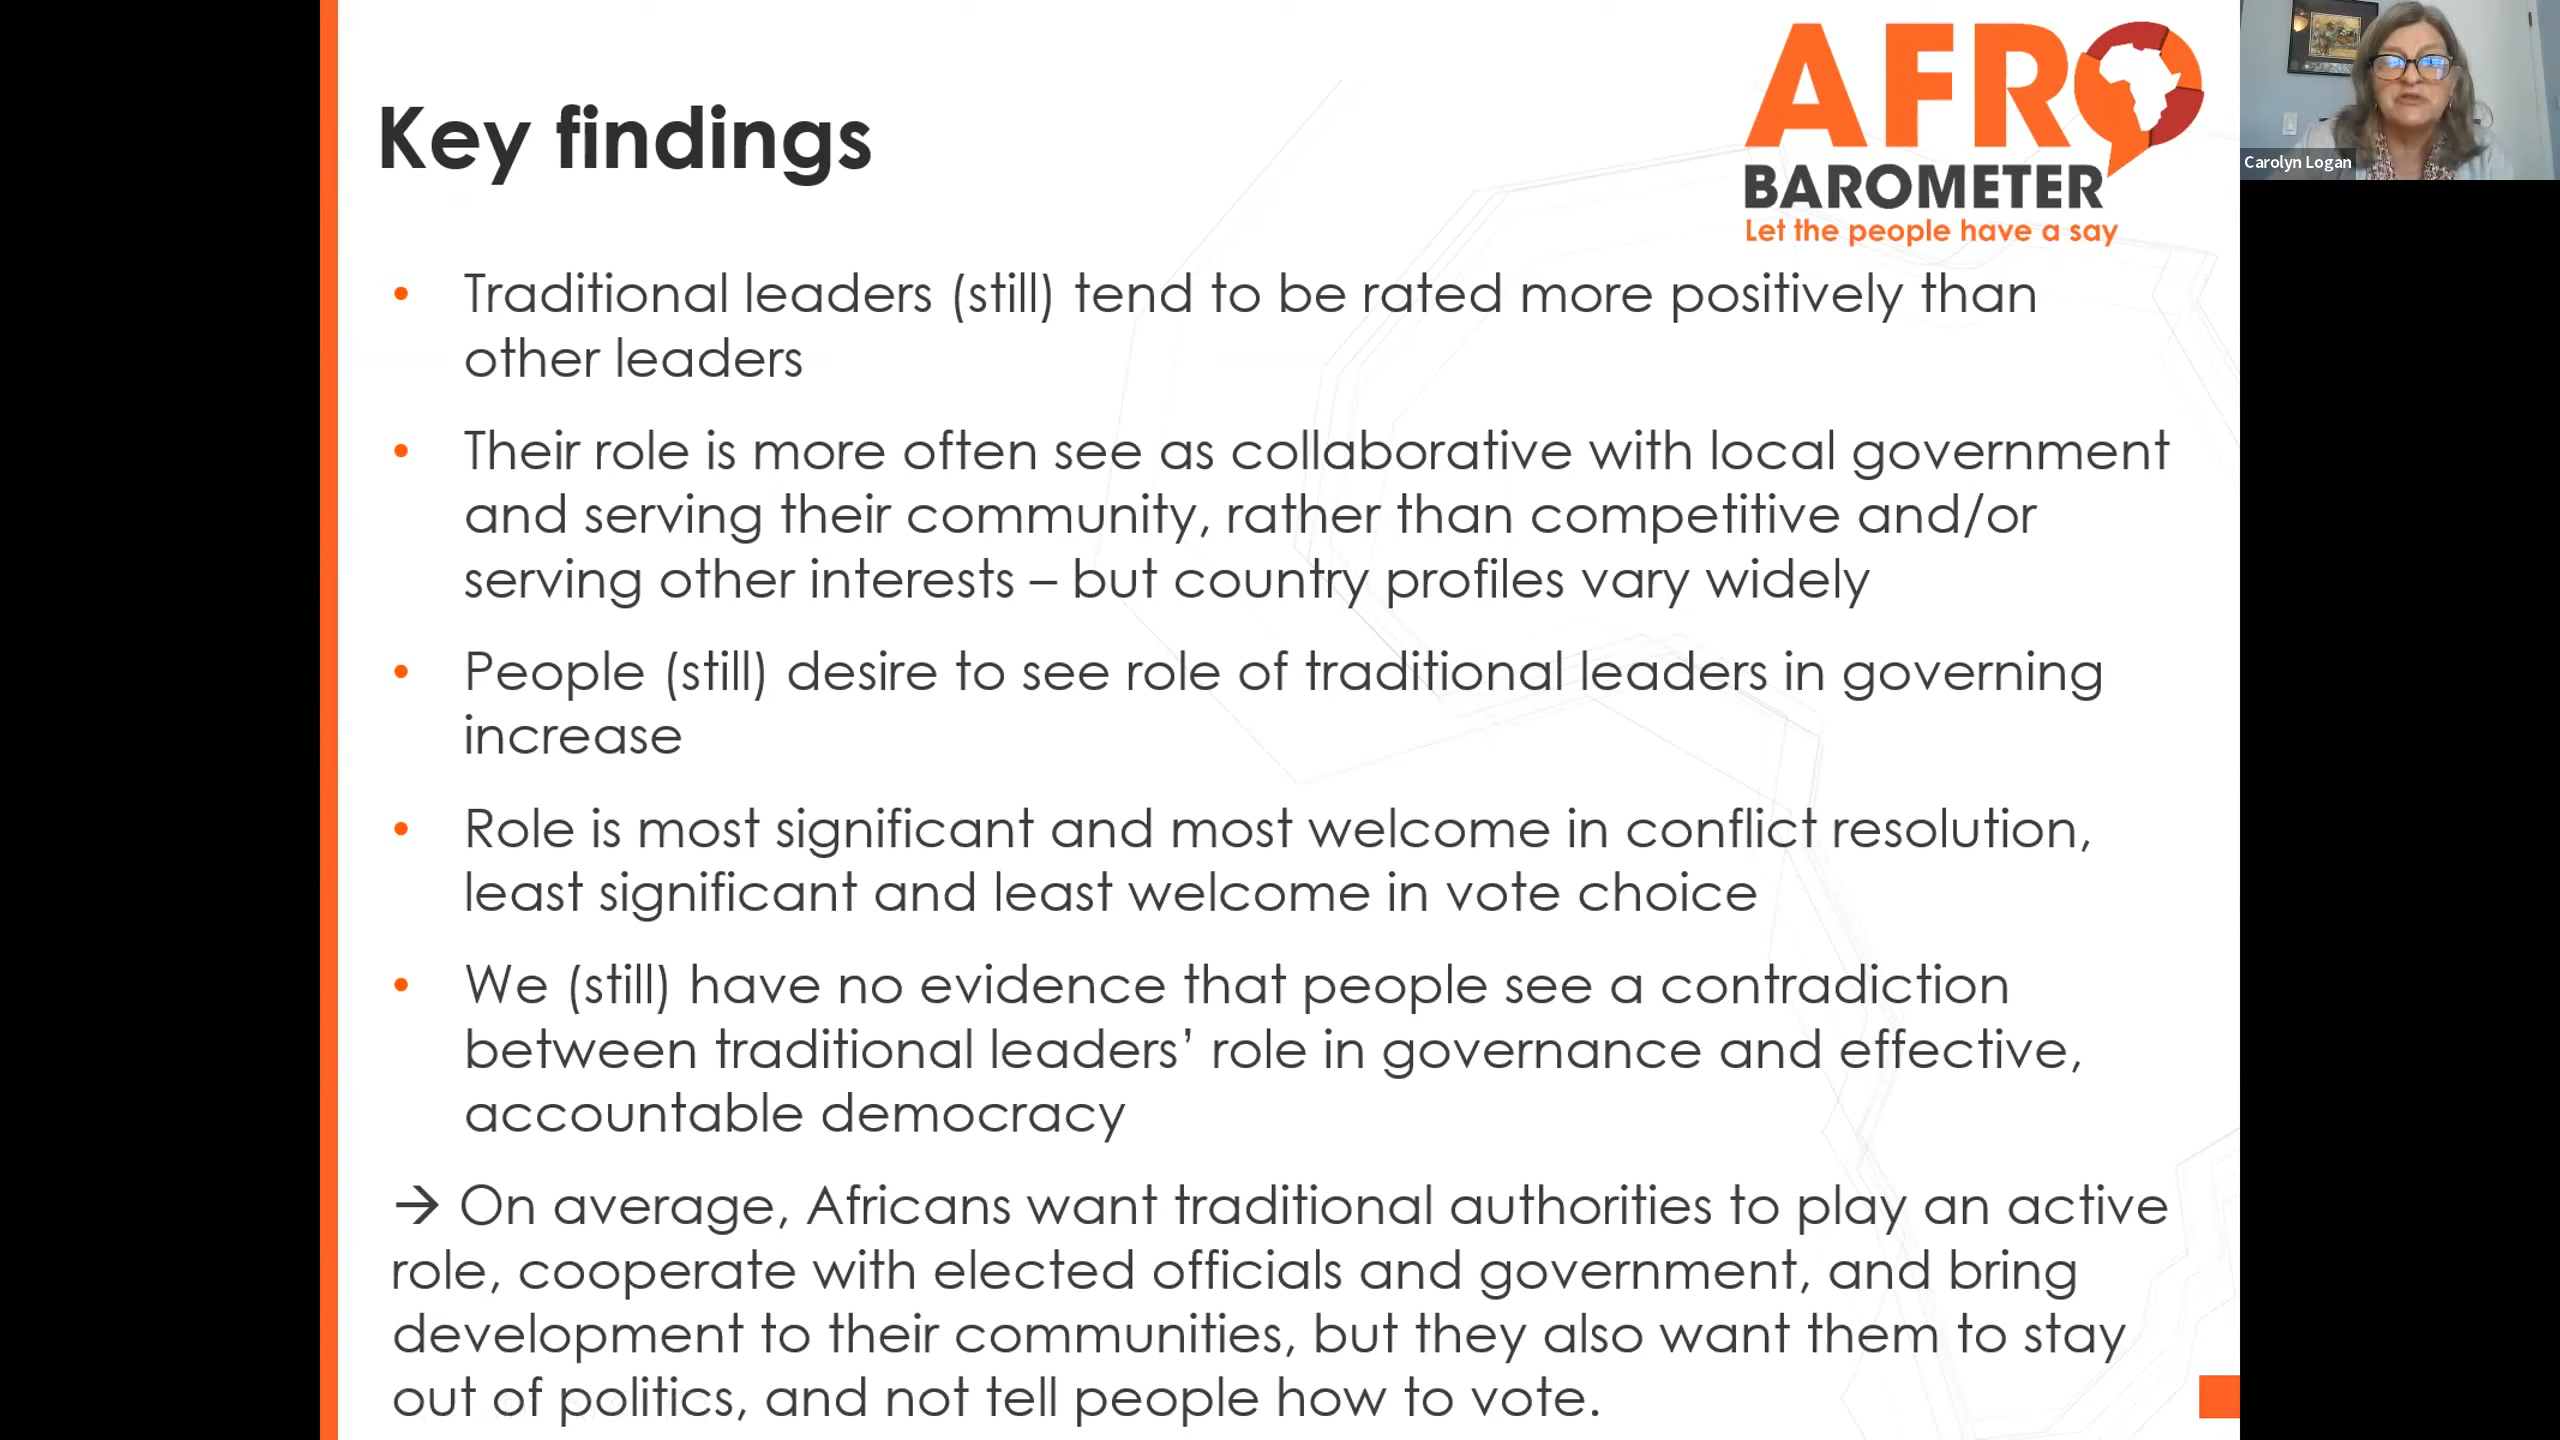 Key findings
AFRO
BAROMETER
Let the people have a say
Carolyn Logan
• Traditional leaders (still) tend to be rated more positively than
other leaders
• Their role is more often see as collaborative with local government
and serving their community, rather than competitive and/or
serving other interests – but country profiles vary widely
• People (still) desire to see role of traditional leaders in governing
increase
• Role is most significant and most welcome in conflict resolution,
least significant and least welcome in vote choice
• We (still) have no evidence that people see a contradiction
between traditional leaders’ role in governance and effective,
accountable democracy
→ On average, Africans want traditional authorities to play an active
role, cooperate with elected officials and government, and bring
development to their communities, but they also want them to stay
out of politics, and not tell people how to vote.